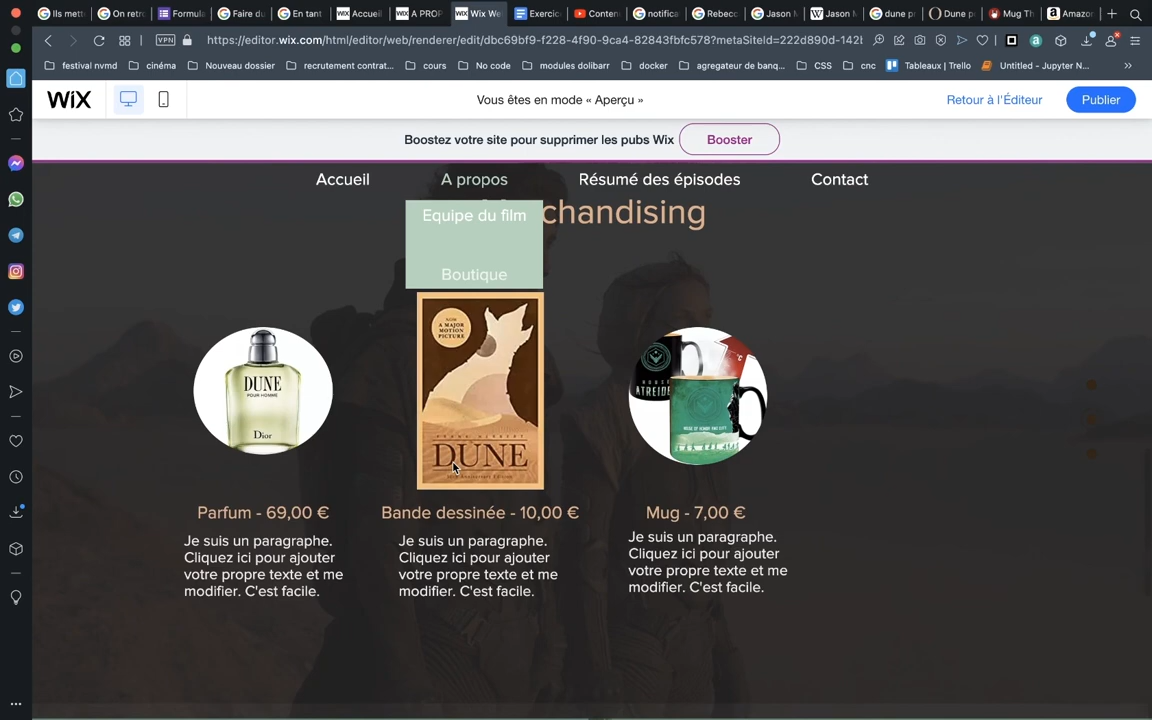 Ils mett
On retr
Formula
Faire du
En tant
Accueil
A PROP
Wix We
Exercic
Conten
notifica
Rebecc
Jason M
Jason M
dune pr
Dune po
Mug Th
Amazor
VPN
https://editor.wix.com/html/editor/web/renderer/edit/dbc69bf9-f228-4f90-9ca4-82843fbfc578?metaSiteId=222d890d-142b
festival nvmd
cinéma
Nouveau dossier
recrutement contrat...
cours
No code
modules dolibarr
docker
agregateur de banq...
CSS
cnc
Tableaux | Trello
Untitled - Jupyter N...
WiX
Vous êtes en mode « Aperçu »
Retour à l'Éditeur
Publier
Boostez votre site pour supprimer les pubs Wix
Booster
Accueil
A propos
Résumé des épisodes
Contact
chandising
Equipe du film
Boutique
DUNE
POUR HOMME
Dior
A MAJOR
MOTION
PICTURE
DUNE
ATREIDE
Parfum - 69,00 €
Bande dessinée - 10,00 €
Mug - 7,00 €
Je suis un paragraphe.
Cliquez ici pour ajouter
votre propre texte et me
modifier. C'est facile.
Je suis un paragraphe.
Cliquez ici pour ajouter
votre propre texte et me
modifier. C'est facile.
Je suis un paragraphe.
Cliquez ici pour ajouter
votre propre texte et me
modifier. C'est facile.